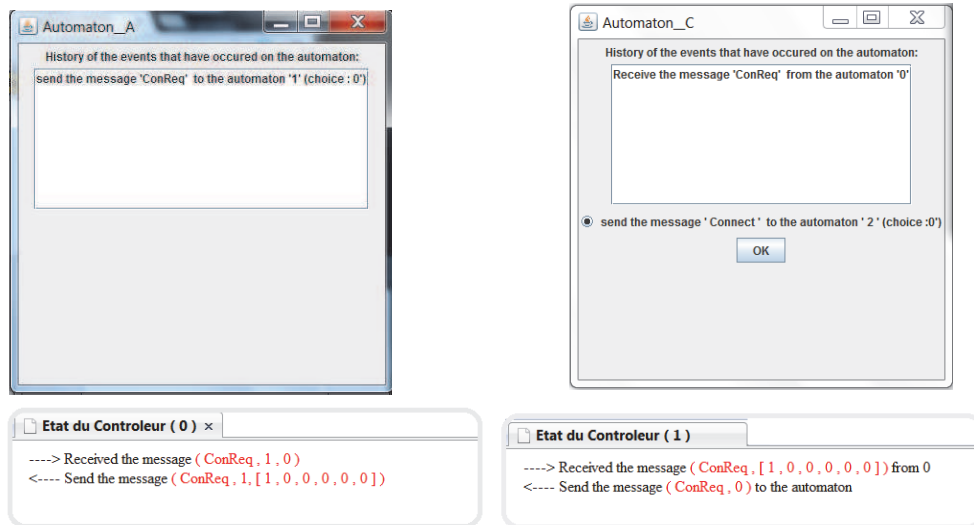 Automaton__A
History of the events that have occured on the automaton:
send the message 'ConReq' to the automaton '1' (choice : 0')
Automaton__C
History of the events that have occured on the automaton:
Receive the message 'ConReq' from the automaton '0'
send the message ' Connect ' to the automaton ' 2 ' (choice :0')
OK
Etat du Controleur ( 0 )
----> Received the message ( ConReq , 1 , 0 )
<---- Send the message ( ConReq , 1, [ 1 , 0 , 0 , 0 , 0 , 0 ] )
Etat du Controleur ( 1 )
----> Received the message ( ConReq , [ 1 , 0 , 0 , 0 , 0 , 0 ] ) from 0
<---- Send the message ( ConReq , 0 ) to the automaton